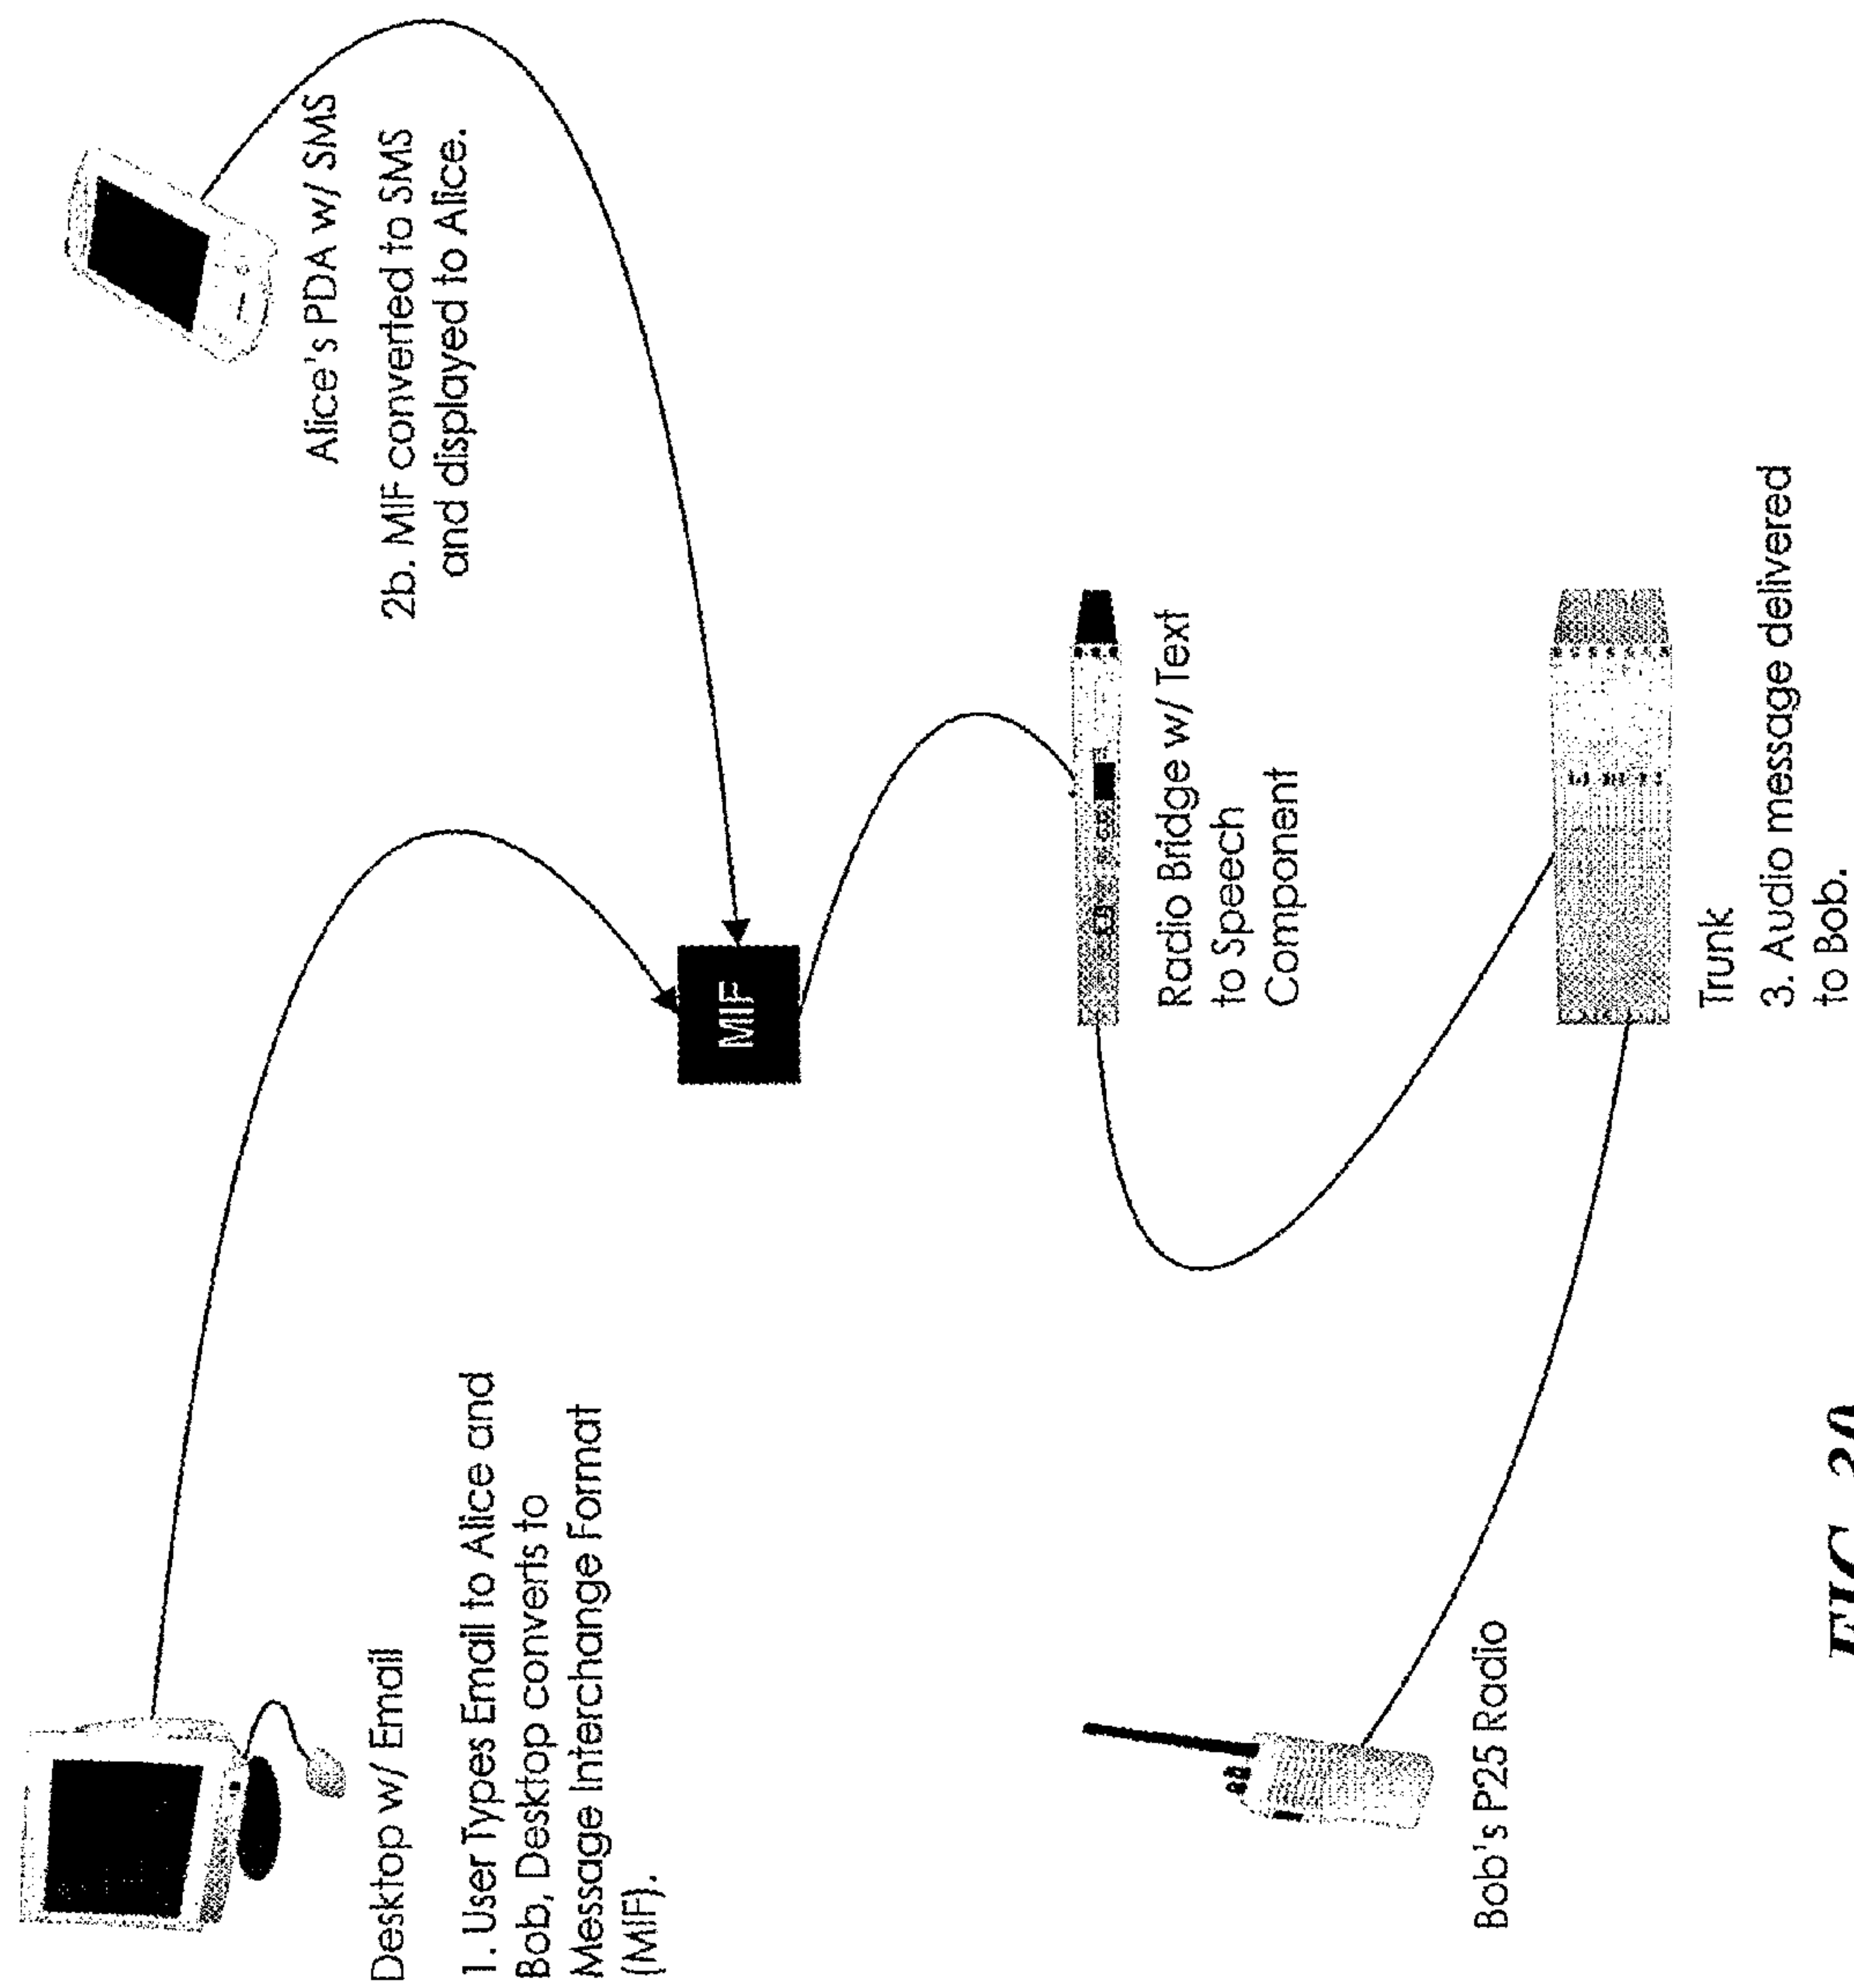 Desktop w/ Email
1. User Types Email to Alice and
Bob, Desktop converts to
Message Interchange Format
(MIF).
Alice's PDA w/ SMS
2b. MIF converted to SMS
and displayed to Alice.
MIF
Radio Bridge w/ Text
to Speech
Component
Bob's P25 Radio
Trunk
3. Audio message delivered
to Bob.